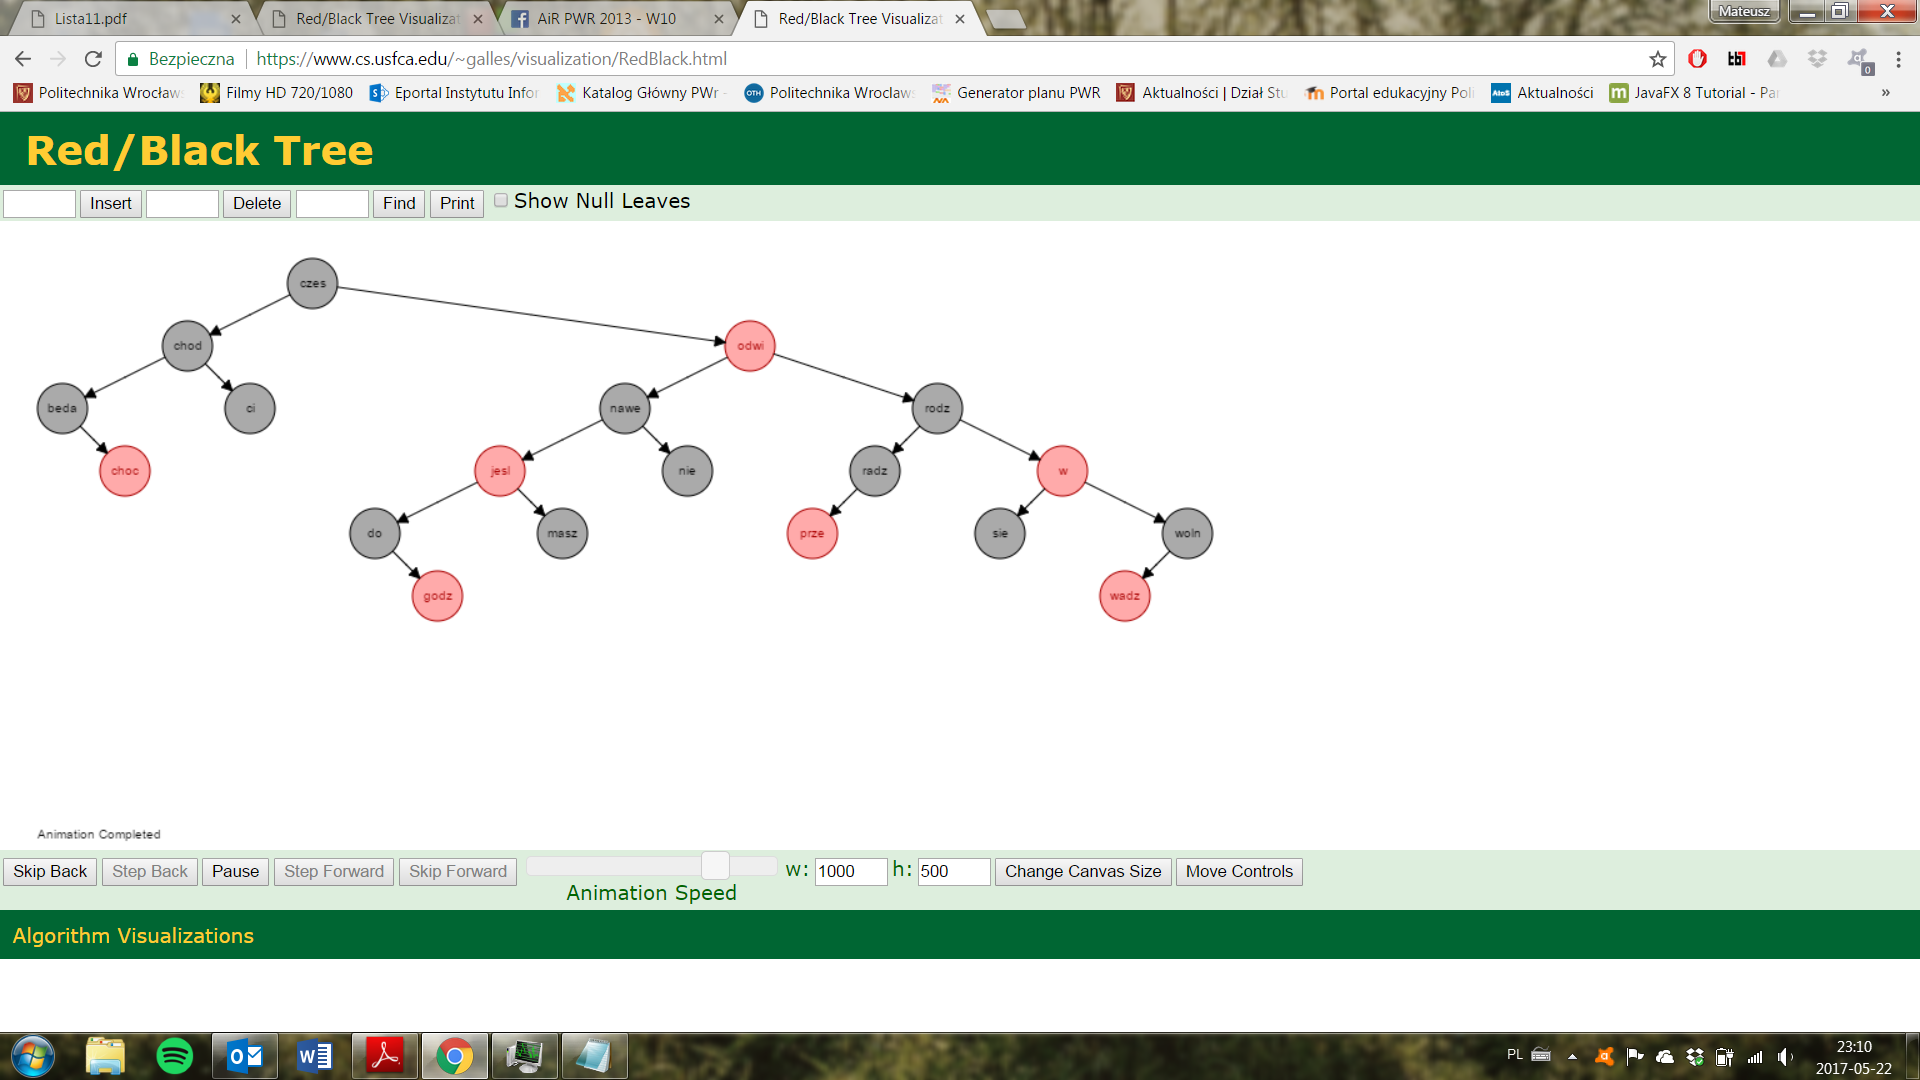 Lista11.pdf Red/Black Tree Visualizat AiR PWR 2013 - W10 Red/Black Tree Visualizat Mateusz
Bezpieczna https://www.cs.usfca.edu/~galles/visualization/RedBlack.html
Politechnika Wrocław Filmy HD 720/1080 Eportal Instytutu Infor Katalog Główny PWr - Politechnika Wroclaw Generator planu PWR Aktualności | Dział Stu Portal edukacyjny Poli Aktualności JavaFX 8 Tutorial - Par »
Red/Black Tree
Insert Delete Find Print Show Null Leaves
czes
chod odwi
beda ci nawe rodz
choc jesl nie radz w
do masz prze sie woln
godz wadz
Animation Completed
Skip Back Step Back Pause Step Forward Skip Forward w: 1000 h: 500 Change Canvas Size Move Controls
Animation Speed
Algorithm Visualizations
PL 23:10
2017-05-22